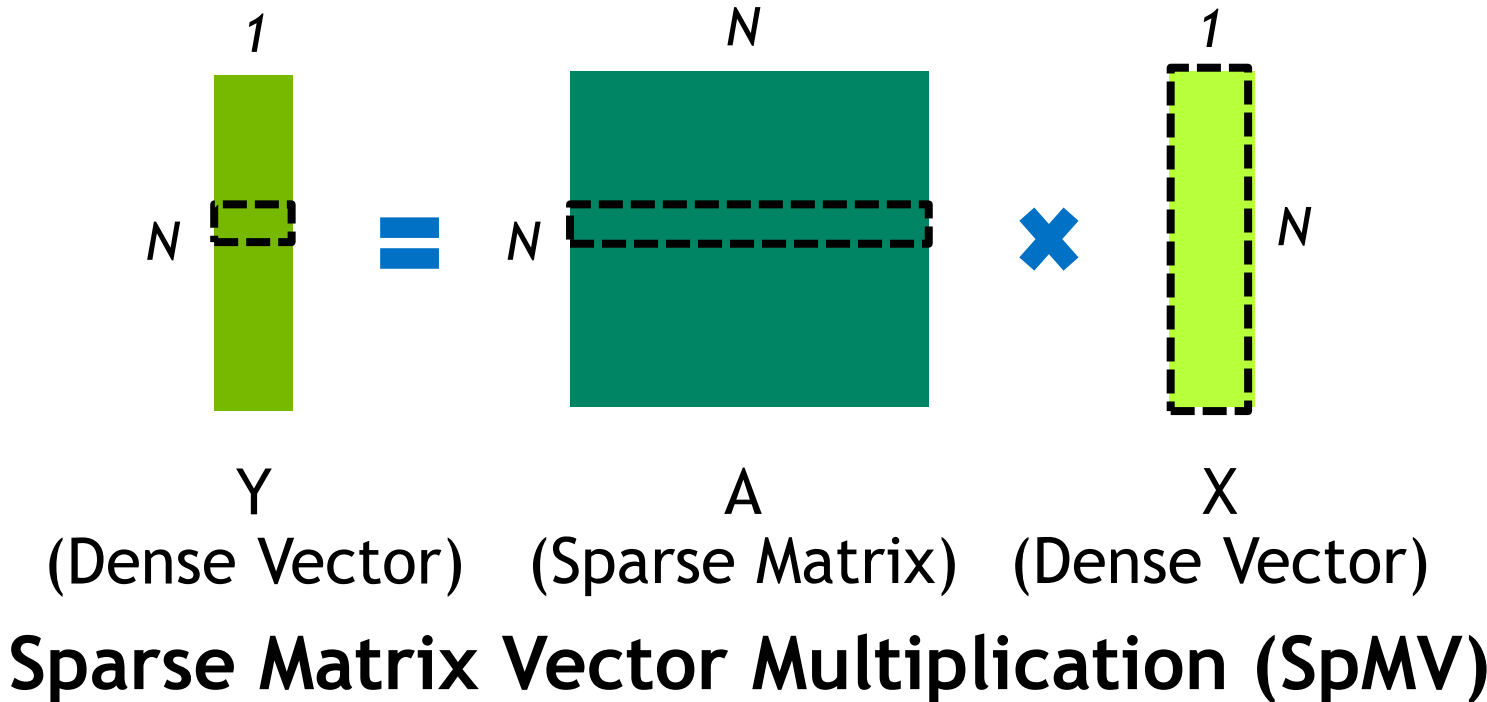 1
N
1
N
=
N
×
N
Y
A
X
(Dense Vector)
(Sparse Matrix)
(Dense Vector)
Sparse Matrix Vector Multiplication (SpMV)